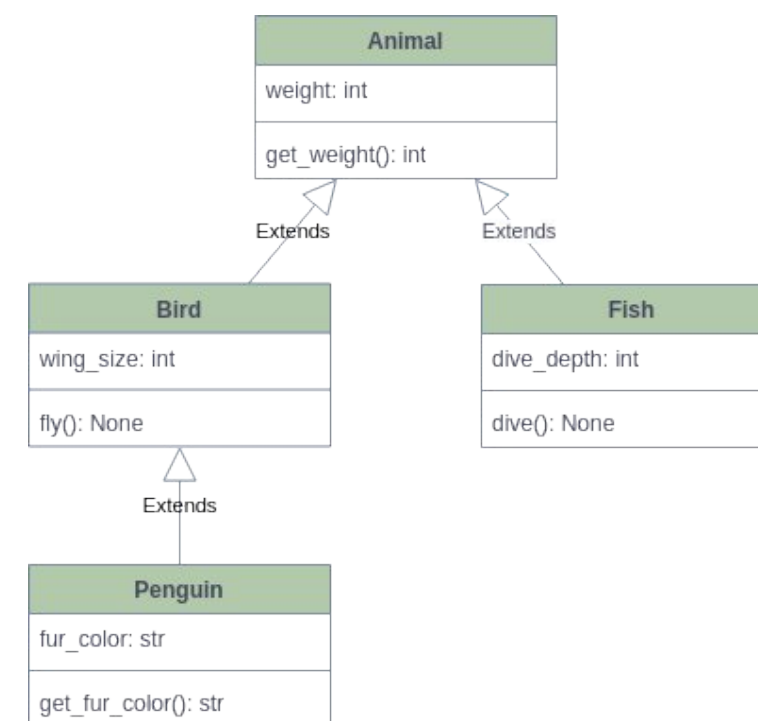 Animal
weight: int
get_weight(): int
Extends
Extends
Bird
wing_size: int
fly(): None
Fish
dive_depth: int
dive(): None
Extends
Penguin
fur_color: str
get_fur_color(): str